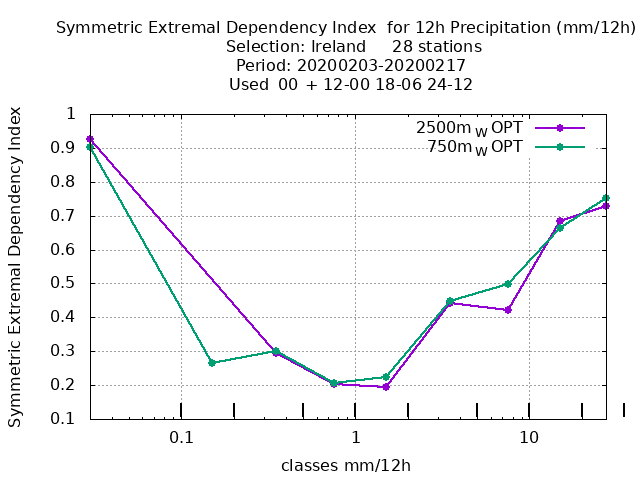 Symmetric Extremal Dependency Index  for 12h Precipitation (mm/12h)
Selection: Ireland     28 stations
Period: 20200203-20200217
Used  00  + 12-00 18-06 24-12
Symmetric Extremal Dependency Index
1
0.9
0.8
0.7
0.6
0.5
0.4
0.3
0.2
0.1
2500m W OPT
750m W OPT
0.1
1
10
classes mm/12h